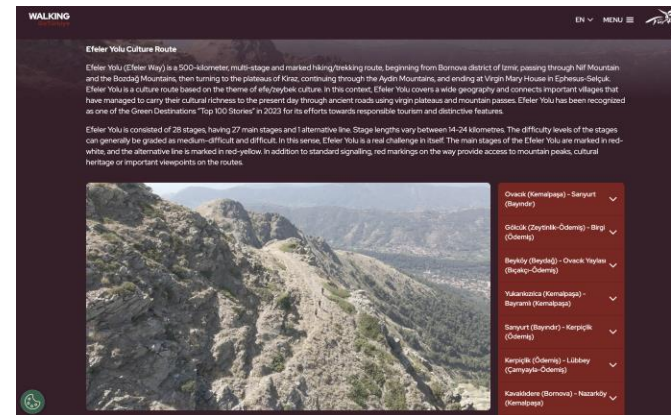 WALKING
EN
MENU
Efeler Yolu Culture Route
Efeler Yolu (Efeler Way) is a 500-kilometer, multi-stage and marked hiking/trekking route, beginning from Bornova district of Izmir, passing through Nif Mountain
and the Bozdağ Mountains, then turning to the plateaus of Kiraz, continuing through the Aydın Mountains, and ending at Virgin Mary House in Ephesus-Selçuk.
Efeler Yolu is a culture route based on the theme of efe/zeybek culture. In this context, Efeler Yolu covers a wide geography and connects important villages that
have managed to carry their cultural richness to the present day through ancient roads using virgin plateaus and mountain passes. Efeler Yolu has been recognized
as one of the Green Destinations "Top 100 Stories" in 2023 for its efforts towards responsible tourism and distinctive features.
Efeler Yolu is consisted of 28 stages, having 27 main stages and 1 alternative line. Stage lengths vary between 14-24 kilometres. The difficulty levels of the stages
can generally be graded as medium-difficult and difficult. In this sense, Efeler Yolu is a real challenge in itself. The main stages of the Efeler Yolu are marked in red-
white, and the alternative line is marked in red-yellow. In addition to standard signalling, red markings on the way provide access to mountain peaks, cultural
heritage or important viewpoints on the routes.
Ovacık (Kemalpaşa) - Sarıyurt
(Bayındır)
Gölcük (Zeytinlik-Ödemiş) - Birgi
(Ödemiş)
Beyköy (Beydağ) - Ovacık Yaylası
(Bıçakçı-Ödemiş)
Yukarıkızılca (Kemalpaşa) -
Bayramlı (Kemalpaşa)
Sarıyurt (Bayındır) - Kerpiçlik
(Ödemiş)
Kerpiçlik (Ödemiş) - Lübbey
(Çamyayla-Ödemiş)
Kavaklıdere (Bornova) - Nazarköy
(Kemalpaşa)